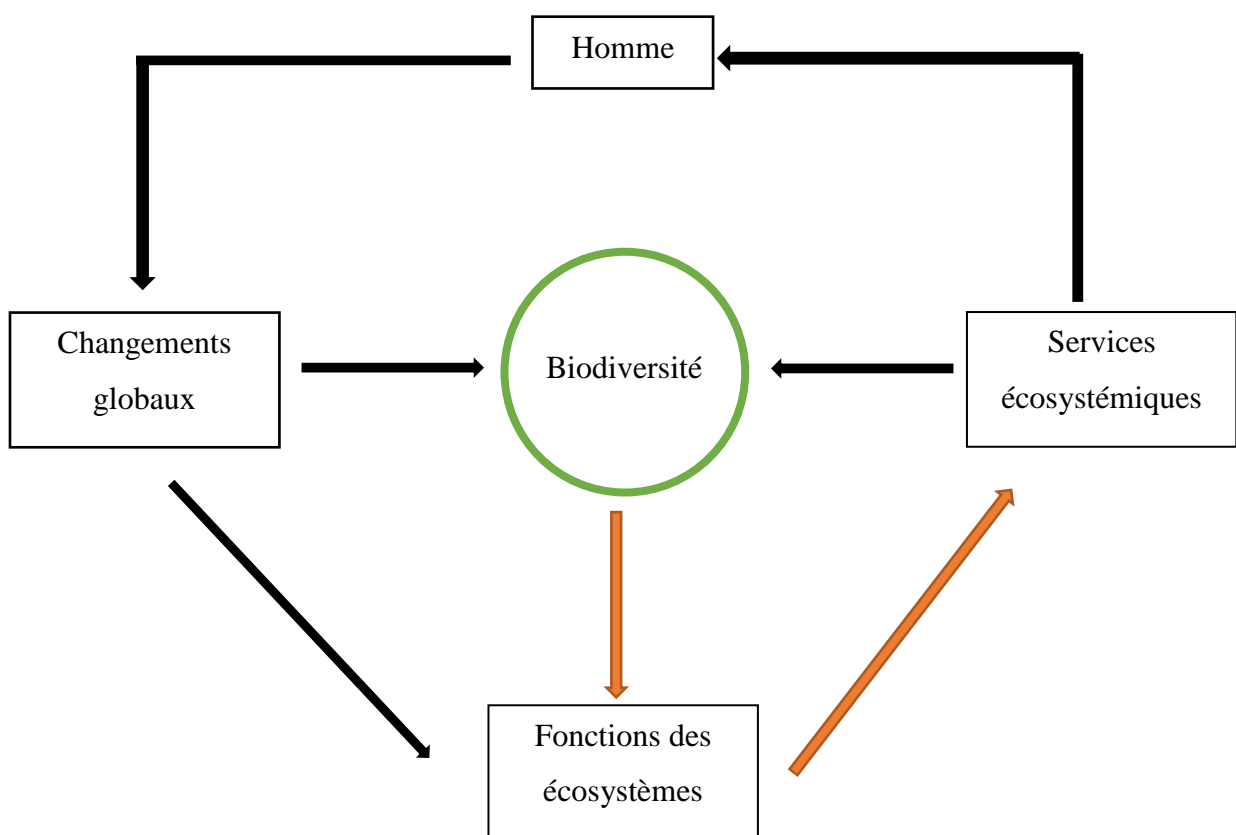 Homme
Changements
globaux
Biodiversité
Services
écosystémiques
Fonctions des
écosystèmes